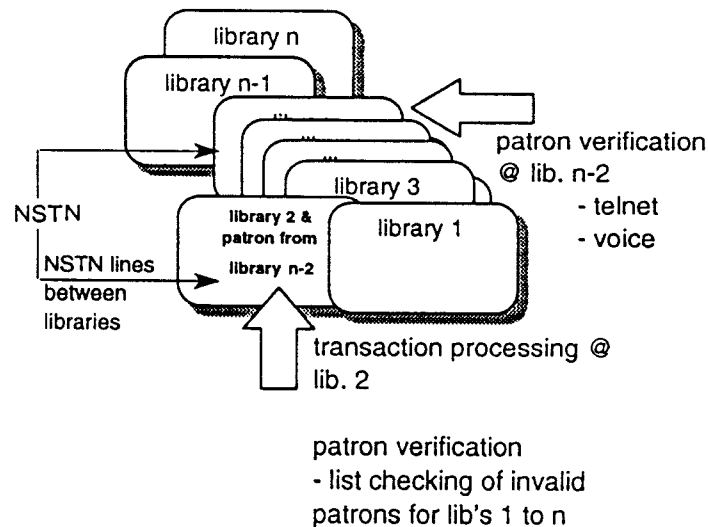 library n
library n-1
patron verification
@ lib. n-2
- telnet
- voice
library 3
library 2 &
patron from
library n-2
library 1
NSTN
NSTN lines
between
libraries
transaction processing @
lib. 2
patron verification
- list checking of invalid
patrons for lib's 1 to n